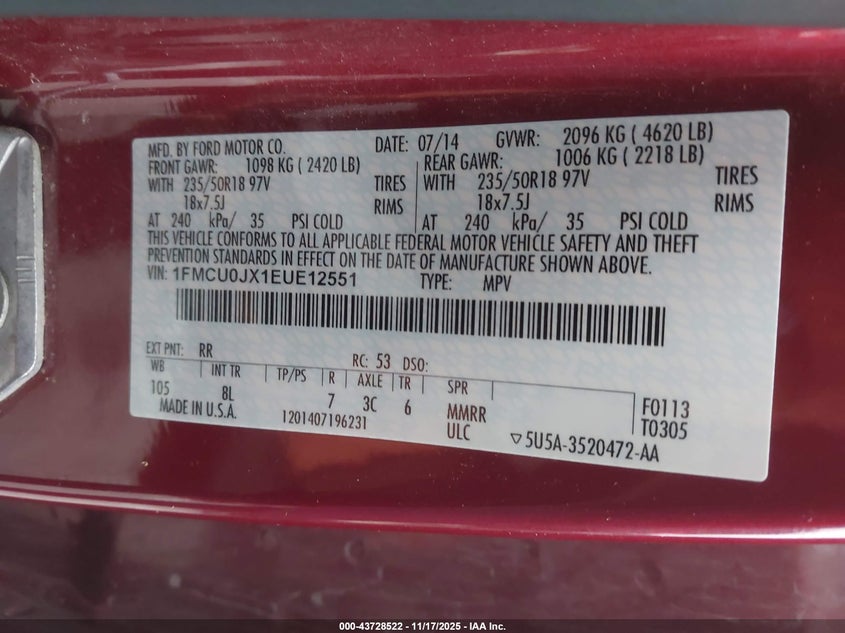 MFD. BY FORD MOTOR CO. DATE: 07/14 GVWR: 2096 KG ( 4620 LB)
FRONT GAWR: 1098 KG ( 2420 LB) REAR GAWR: 1006 KG ( 2218 LB)
WITH 235/50R18 97V TIRES WITH 235/50R18 97V TIRES
18x7.5J RIMS 18x7.5J RIMS
AT 240 kPa/ 35 PSI COLD AT 240 kPa/ 35 PSI COLD
THIS VEHICLE CONFORMS TO ALL APPLICABLE FEDERAL MOTOR VEHICLE SAFETY AND THEFT
PREVENTION STANDARDS IN EFFECT ON THE DATE OF MANUFACTURE SHOWN ABOVE.
VIN: 1FMCU0JX1EUE12551 TYPE: MPV
EXT PNT: RR RC: 53 DSO:
WB INT TR TP/PS R AXLE TR SPR
105 8L 7 3C 6 MMRR F0113
MADE IN U.S.A. 1201407196231 ULC ▽5U5A-3520472-AA T0305
000-43728522 — 11/17/2025 — IAA Inc.